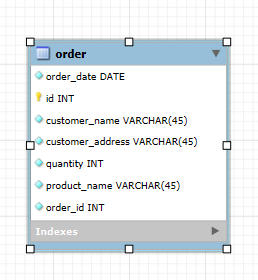 order
order_date DATE
id INT
customer_name VARCHAR(45)
customer_address VARCHAR(45)
quantity INT
product_name VARCHAR(45)
order_id INT
Indexes